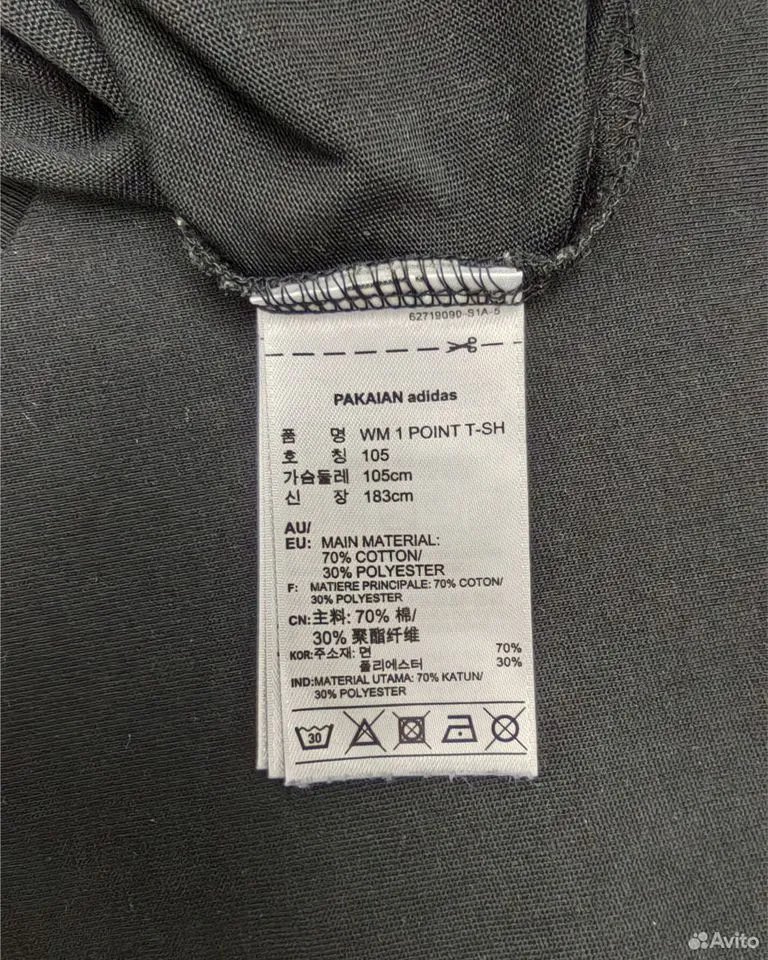 62719090-S1A-5
PAKAIAN adidas
품 명 WM 1 POINT T-SH
호 칭 105
가슴둘레 105cm
신 장 183cm
AU/
EU: MAIN MATERIAL:
70% COTTON/
30% POLYESTER
F: MATIERE PRINCIPALE: 70% COTON/
30% POLYESTER
CN:主料: 70% 棉/
30% 聚酯纤维
KOR:주소재: 면 70%
폴리에스터 30%
IND:MATERIAL UTAMA: 70% KATUN/
30% POLYESTER
30
Avito